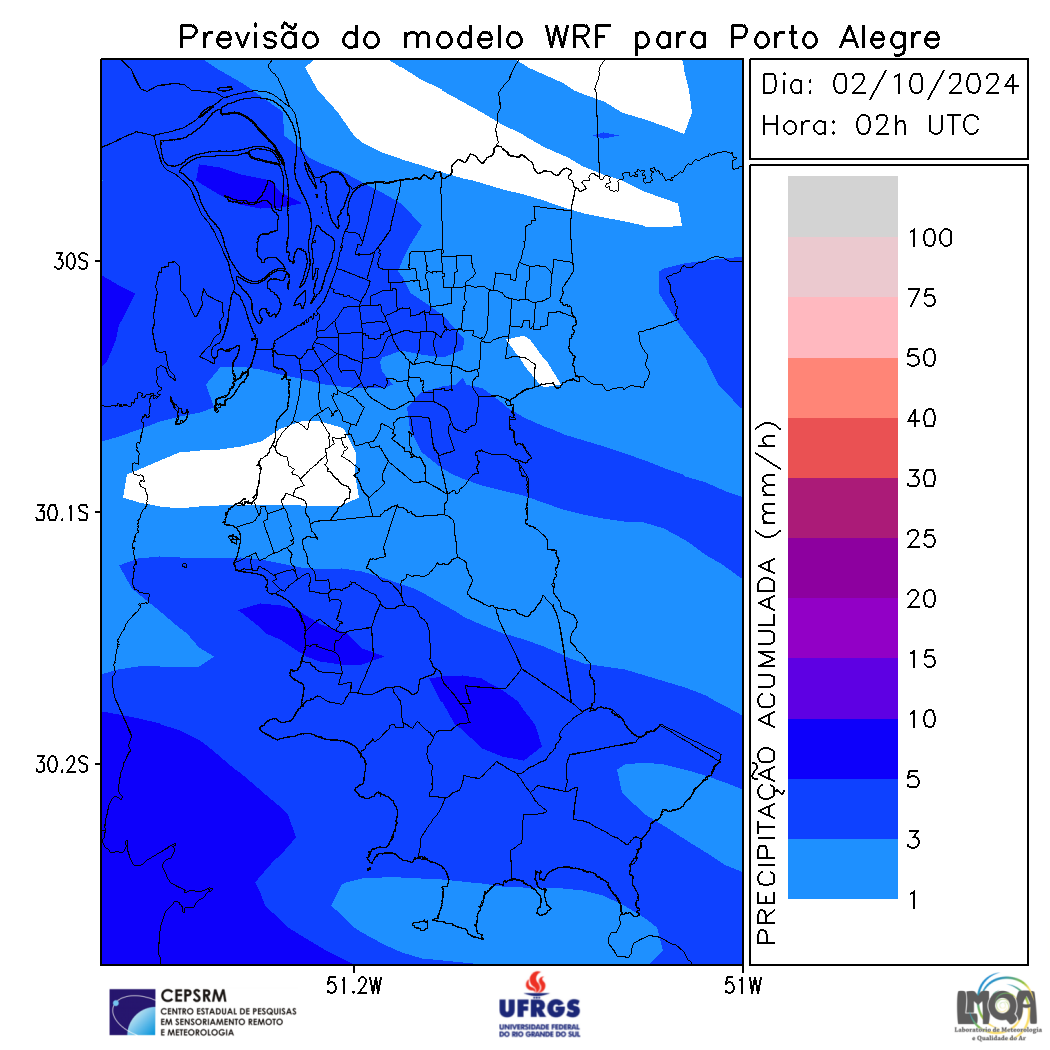 Previsão do modelo WRF para Porto Alegre
Dia: 02/10/2024
Hora: 02h UTC
100
75
50
40
30
25
20
15
10
5
3
1
PRECIPITAÇÃO ACUMULADA (mm/h)
30S
30.1S
30.2S
51.2W
51W
CEPSRM
CENTRO ESTADUAL DE PESQUISAS
EM SENSORIAMENTO REMOTO
E METEOROLOGIA
UFRGS
UNIVERSIDADE FEDERAL
DO RIO GRANDE DO SUL
LMQA
Laboratório de Meteorologia
e Qualidade do Ar